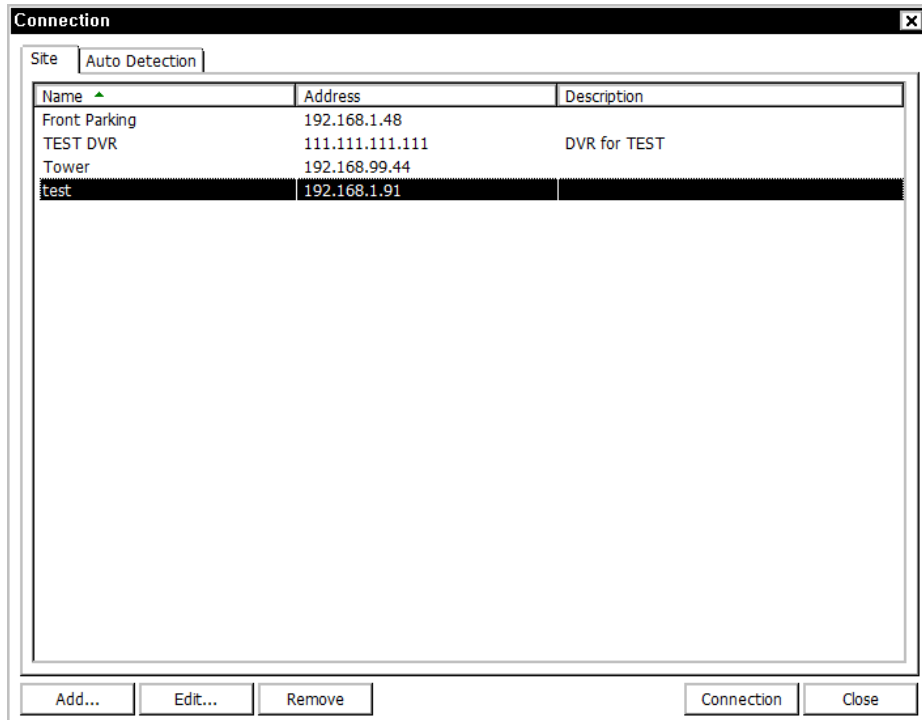 Connection
Site Auto Detection
Name Address Description
Front Parking 192.168.1.48
TEST DVR 111.111.111.111 DVR for TEST
Tower 192.168.99.44
test 192.168.1.91
Add... Edit... Remove Connection Close